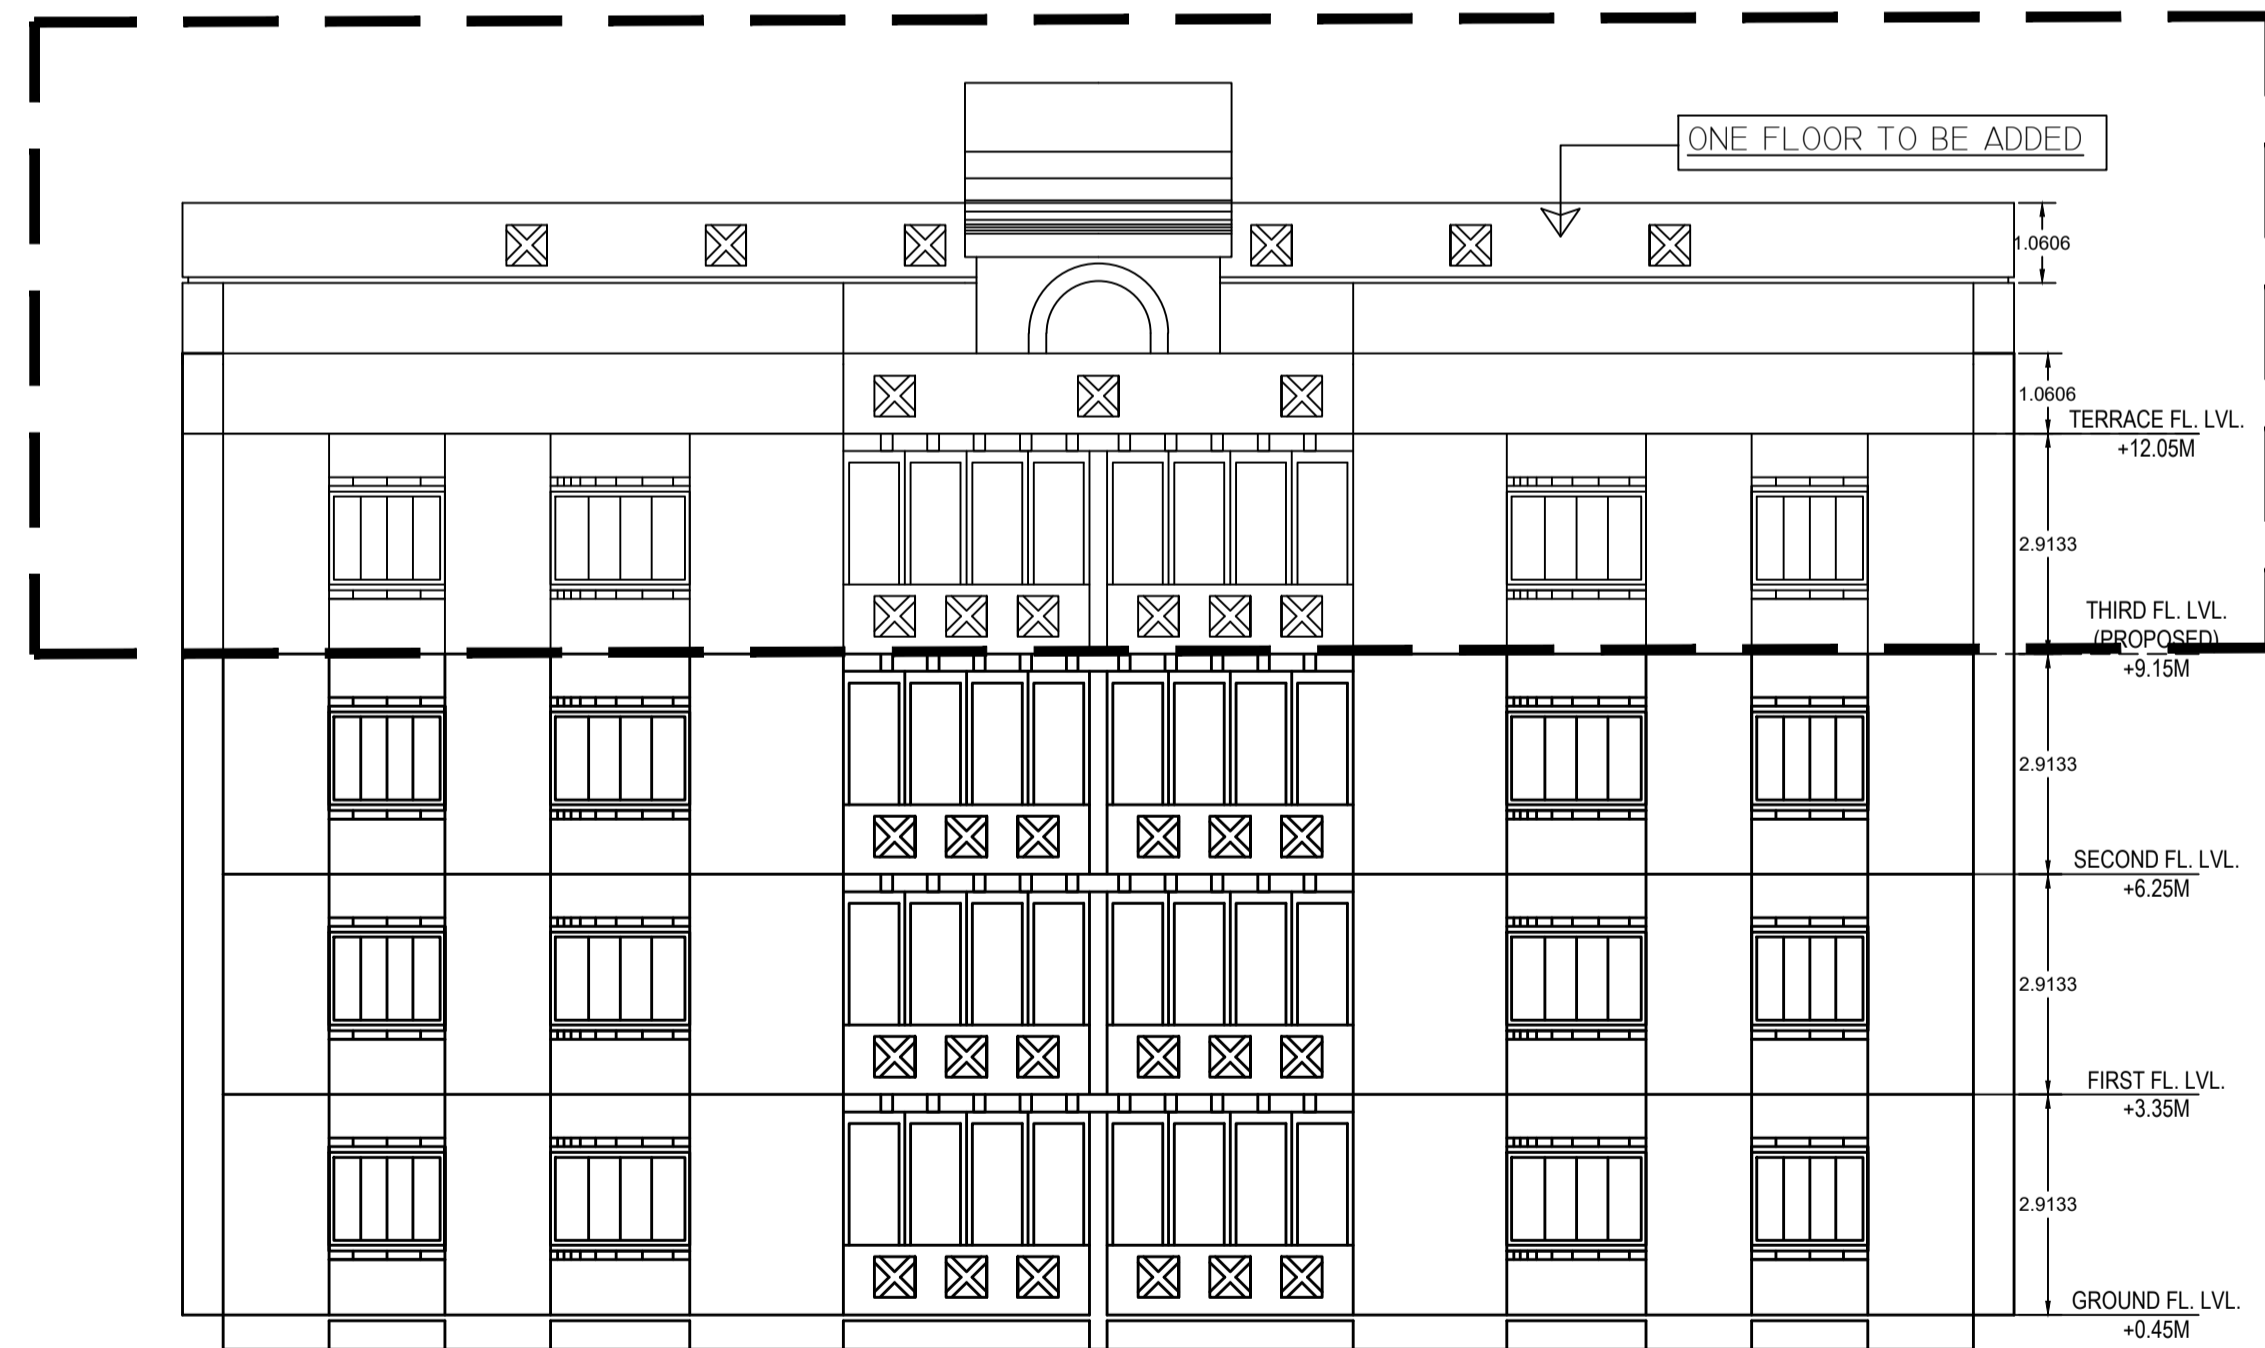 ONE FLOOR TO BE ADDED
1.0606
1.0606
TERRACE FL. LVL.
+12.05M
2.9133
THIRD FL. LVL.
(PROPOSED)
+9.15M
2.9133
SECOND FL. LVL.
+6.25M
2.9133
FIRST FL. LVL.
+3.35M
2.9133
GROUND FL. LVL.
+0.45M